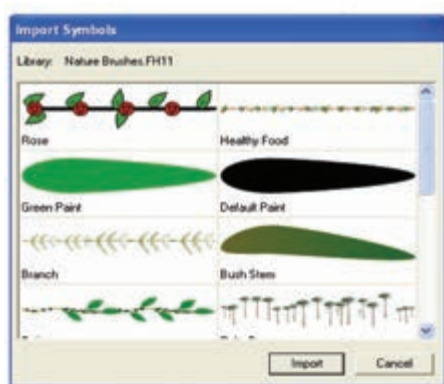 Import Symbols
Library: Nature Brushes.FH11
Rose
Healthy Food
Green Paint
Default Paint
Branch
Bush Stem
Import
Cancel